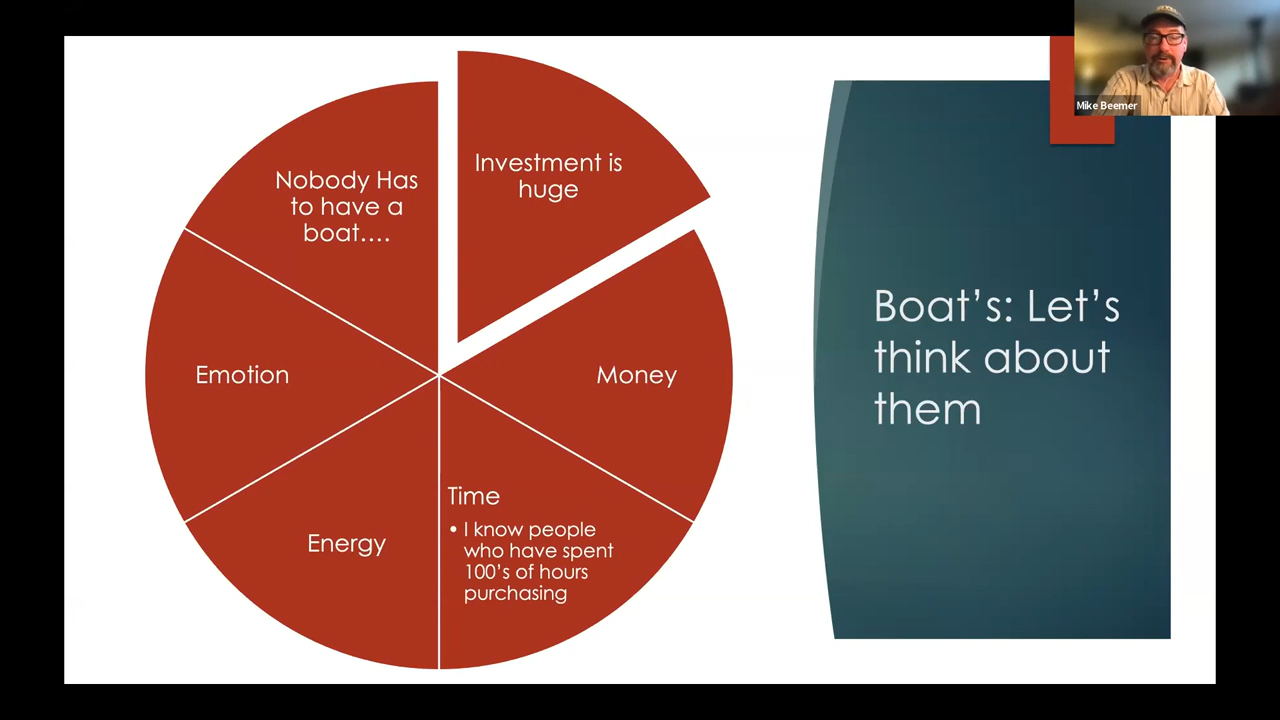 Nobody Has
to have a
boat....
Investment is
huge
Emotion
Money
Energy
Time
• I know people
who have spent
100's of hours
purchasing
Boat's: Let's
think about
them
Mike Beemer